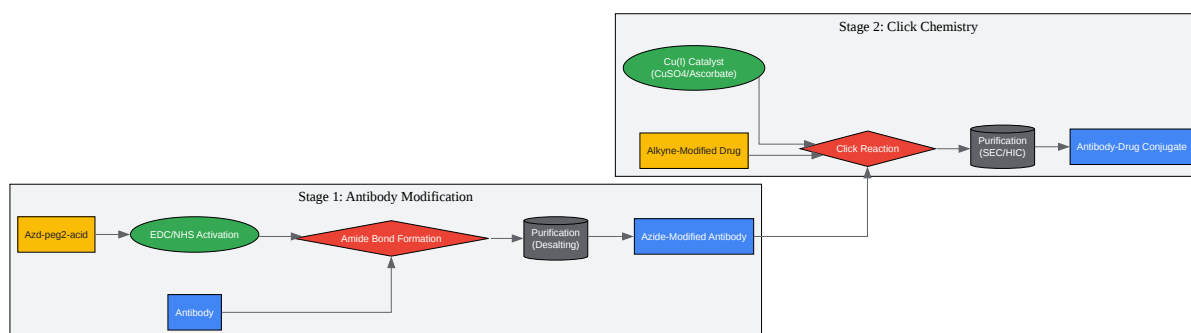 Stage 2: Click Chemistry
Cu(I) Catalyst
(CuSO4/Ascorbate)
Alkyne-Modified Drug
Click Reaction
Purification
(SEC/HIC)
Antibody-Drug Conjugate
Stage 1: Antibody Modification
Azd-peg2-acid
EDC/NHS Activation
Amide Bond Formation
Purification
(Desalting)
Azide-Modified Antibody
Antibody